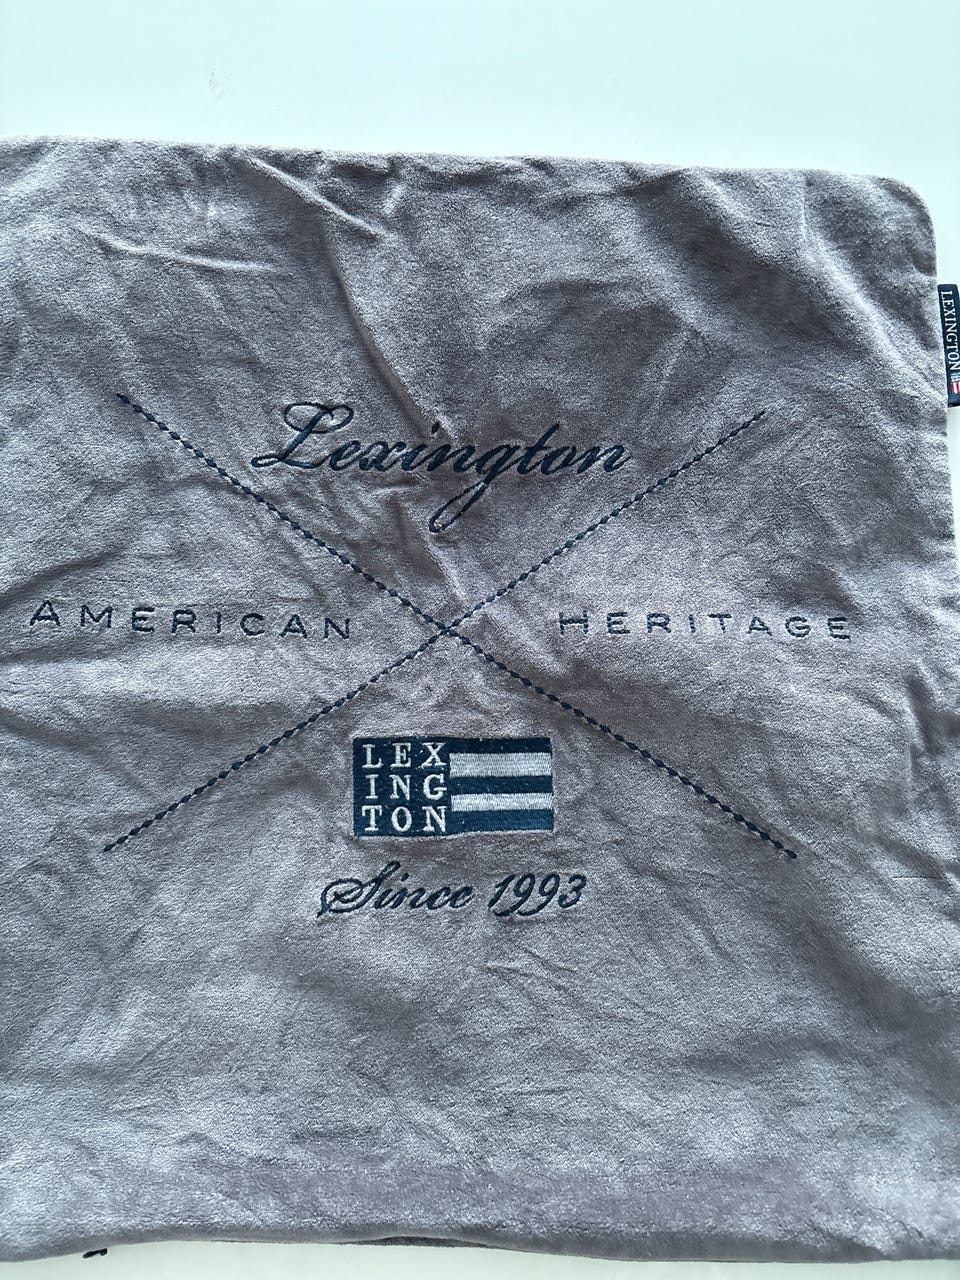 Lexington
AMERICAN HERITAGE
LEX
ING
TON
Since 1993
LEXINGTON